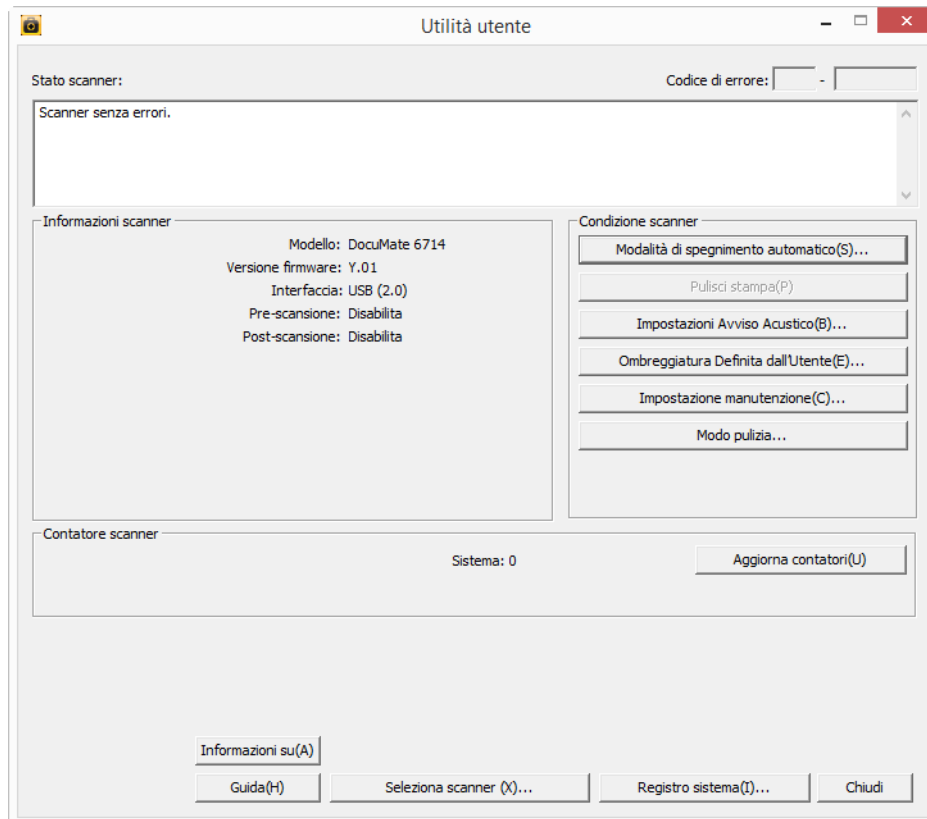 Utilità utente
Stato scanner:
Codice di errore: -
Scanner senza errori.
Informazioni scanner
Modello: DocuMate 6714
Versione firmware: Y.01
Interfaccia: USB (2.0)
Pre-scansione: Disabilita
Post-scansione: Disabilita
Condizione scanner
Modalità di spegnimento automatico(S)...
Pulisci stampa(P)
Impostazioni Avviso Acustico(B)...
Ombreggiatura Definita dall'Utente(E)...
Impostazione manutenzione(C)...
Modo pulizia...
Contatore scanner
Sistema: 0
Aggiorna contatori(U)
Informazioni su(A)
Guida(H)
Seleziona scanner (X)...
Registro sistema(I)...
Chiudi